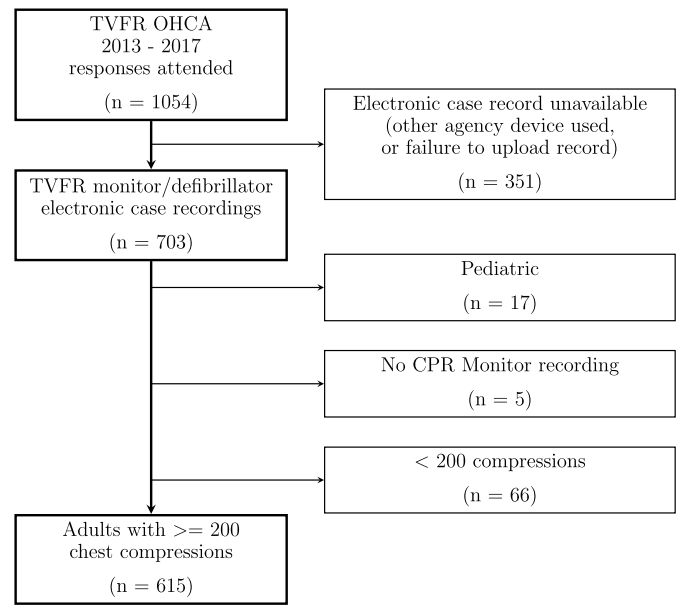 TVFR OHCA
2013 - 2017
responses attended
(n = 1054)
Electronic case record unavailable
(other agency device used,
or failure to upload record)
(n = 351)
TVFR monitor/defibrillator
electronic case recordings
(n = 703)
Pediatric
(n = 17)
No CPR Monitor recording
(n = 5)
< 200 compressions
(n = 66)
Adults with >= 200
chest compressions
(n = 615)